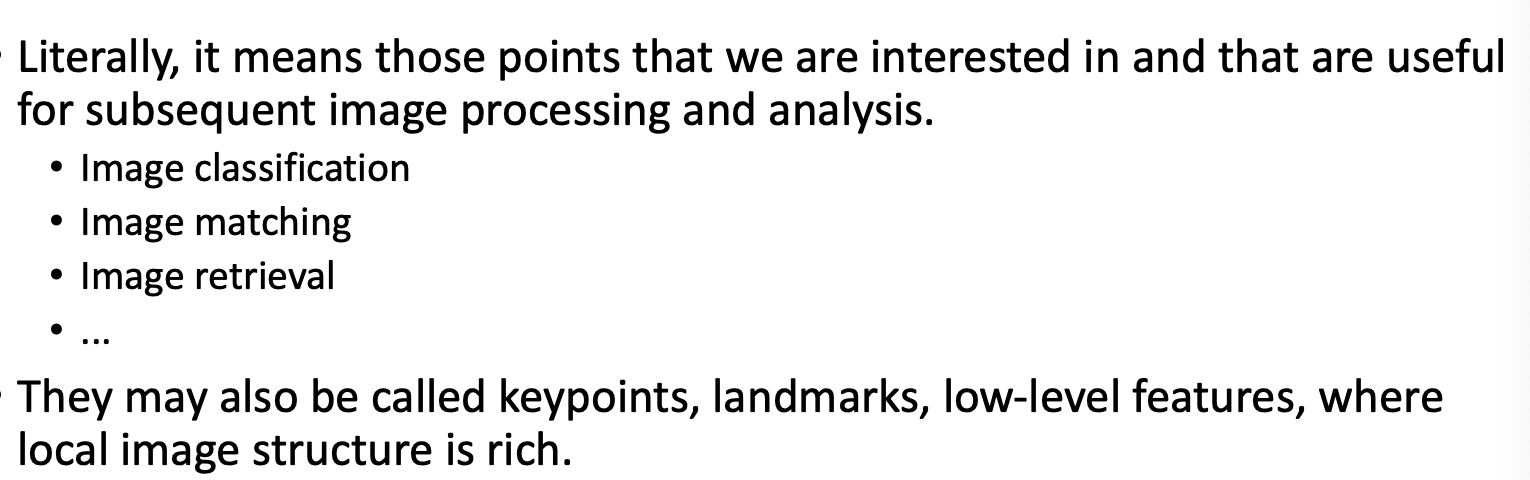 • Literally, it means those points that we are interested in and that are useful
for subsequent image processing and analysis.
• Image classification
• Image matching
• Image retrieval
• ...
• They may also be called keypoints, landmarks, low-level features, where
local image structure is rich.